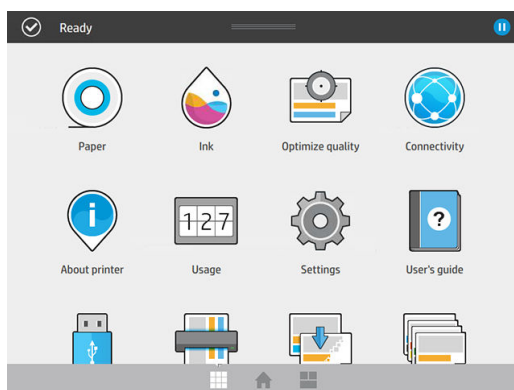 Ready
Paper
Ink
Optimize quality
Connectivity
i
127
?
About printer
Usage
Settings
User's guide